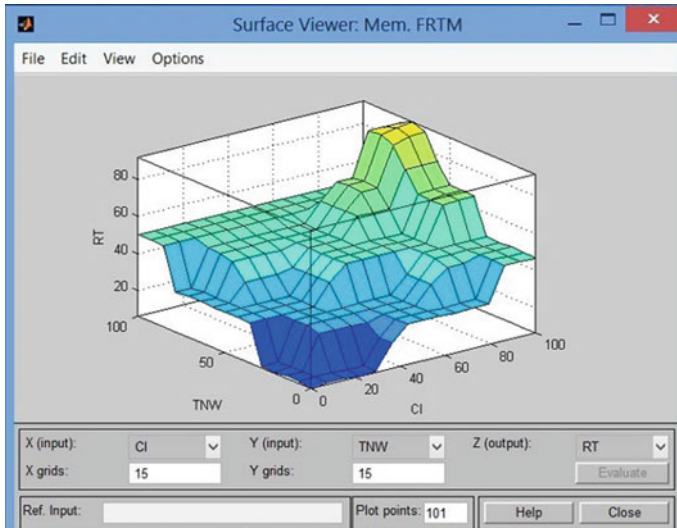 Surface Viewer: Mem. FRTM
File Edit View Options
80
60
40
20
RT
100
50
0
TNW
0
20
40
60
80
100
CI
X (input): CI Y (input): TNW Z (output): RT
X grids: 15 Y grids: 15 Evaluate
Ref. Input: Plot points: 101 Help Close